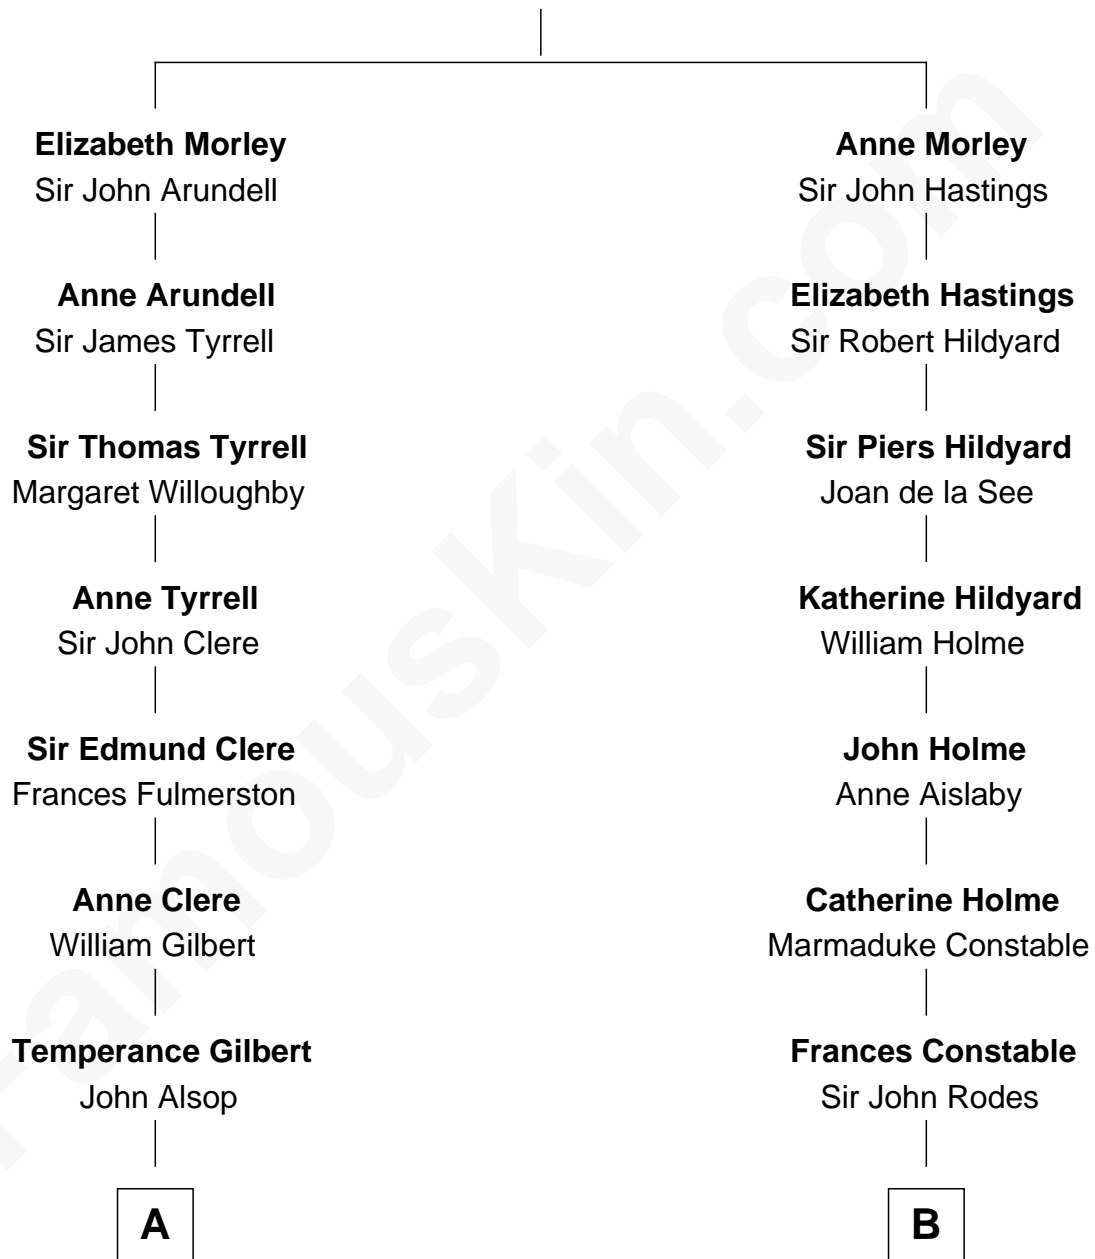 Elizabeth Morley
Sir John Arundell
Anne Arundell
Sir James Tyrrell
Sir Thomas Tyrrell
Margaret Willoughby
Anne Tyrrell
Sir John Clere
Sir Edmund Clere
Frances Fulmerston
Anne Clere
William Gilbert
Temperance Gilbert
John Alsop
A
Anne Morley
Sir John Hastings
Elizabeth Hastings
Sir Robert Hildyard
Sir Piers Hildyard
Joan de la See
Katherine Hildyard
William Holme
John Holme
Anne Aislaby
Catherine Holme
Marmaduke Constable
Frances Constable
Sir John Rodes
B
FamousKin.com